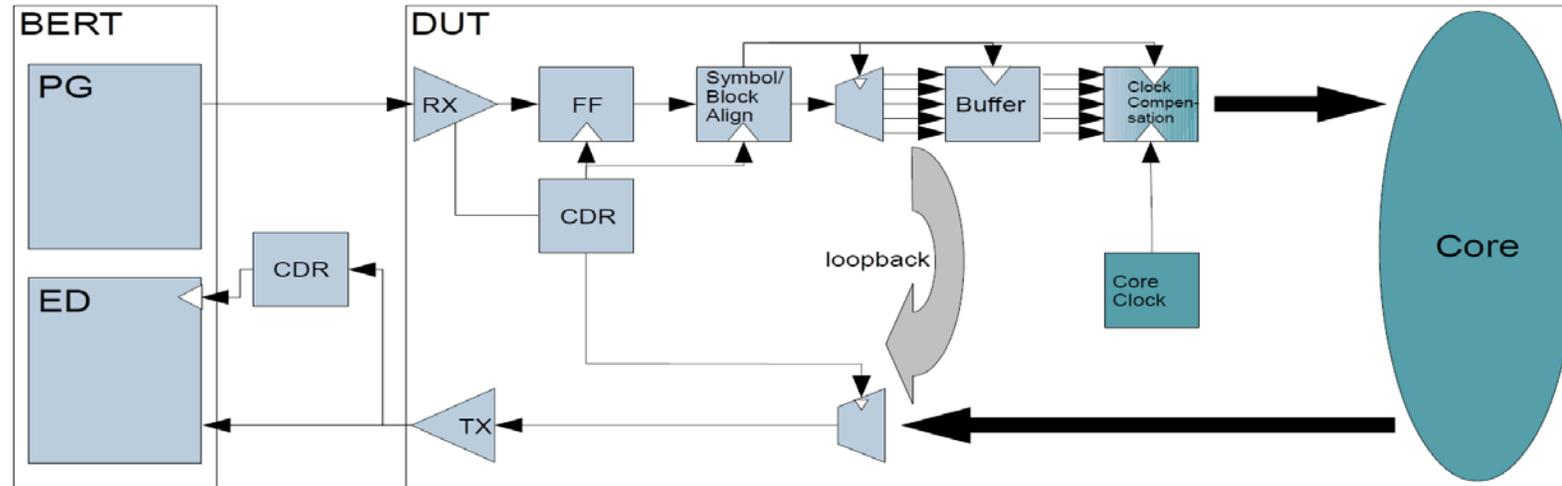 BERT
DUT
PG
RX
FF
Symbol/
Block
Align
Buffer
Clock
Compen-
sation
CDR
loopback
Core
CDR
Core
Clock
ED
TX